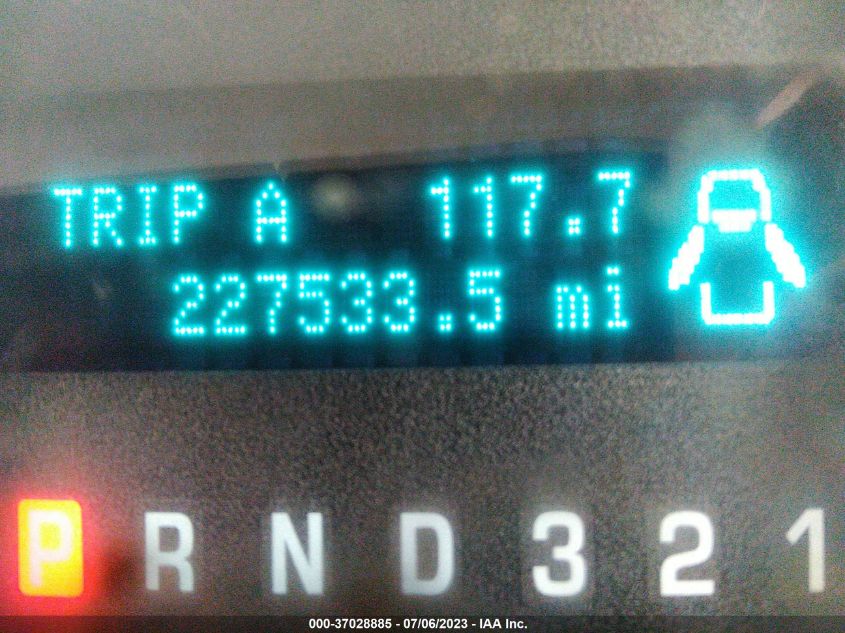 TRIP A 117.7
227533.5 mi
P R N D 3 2 1
000-37028885 - 07/06/2023 - IAA Inc.